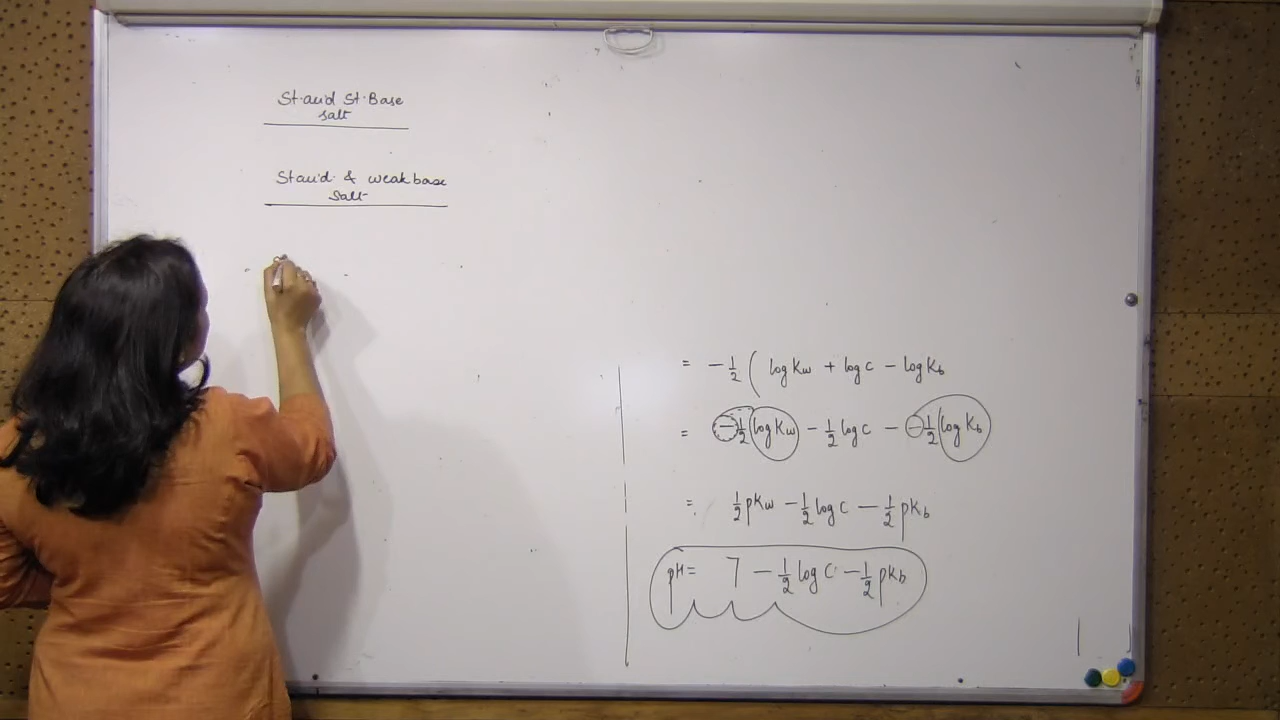 St. acid St. Base
salt
St acid & weak base
Salt
= -1/2 ( log Kw + log c - log Kb
= -1/2 log Kw - 1/2 log c - -1/2 log Kb
= 1/2 pKw - 1/2 log c - 1/2 pKb
pH = 7 - 1/2 log C - 1/2 pKb